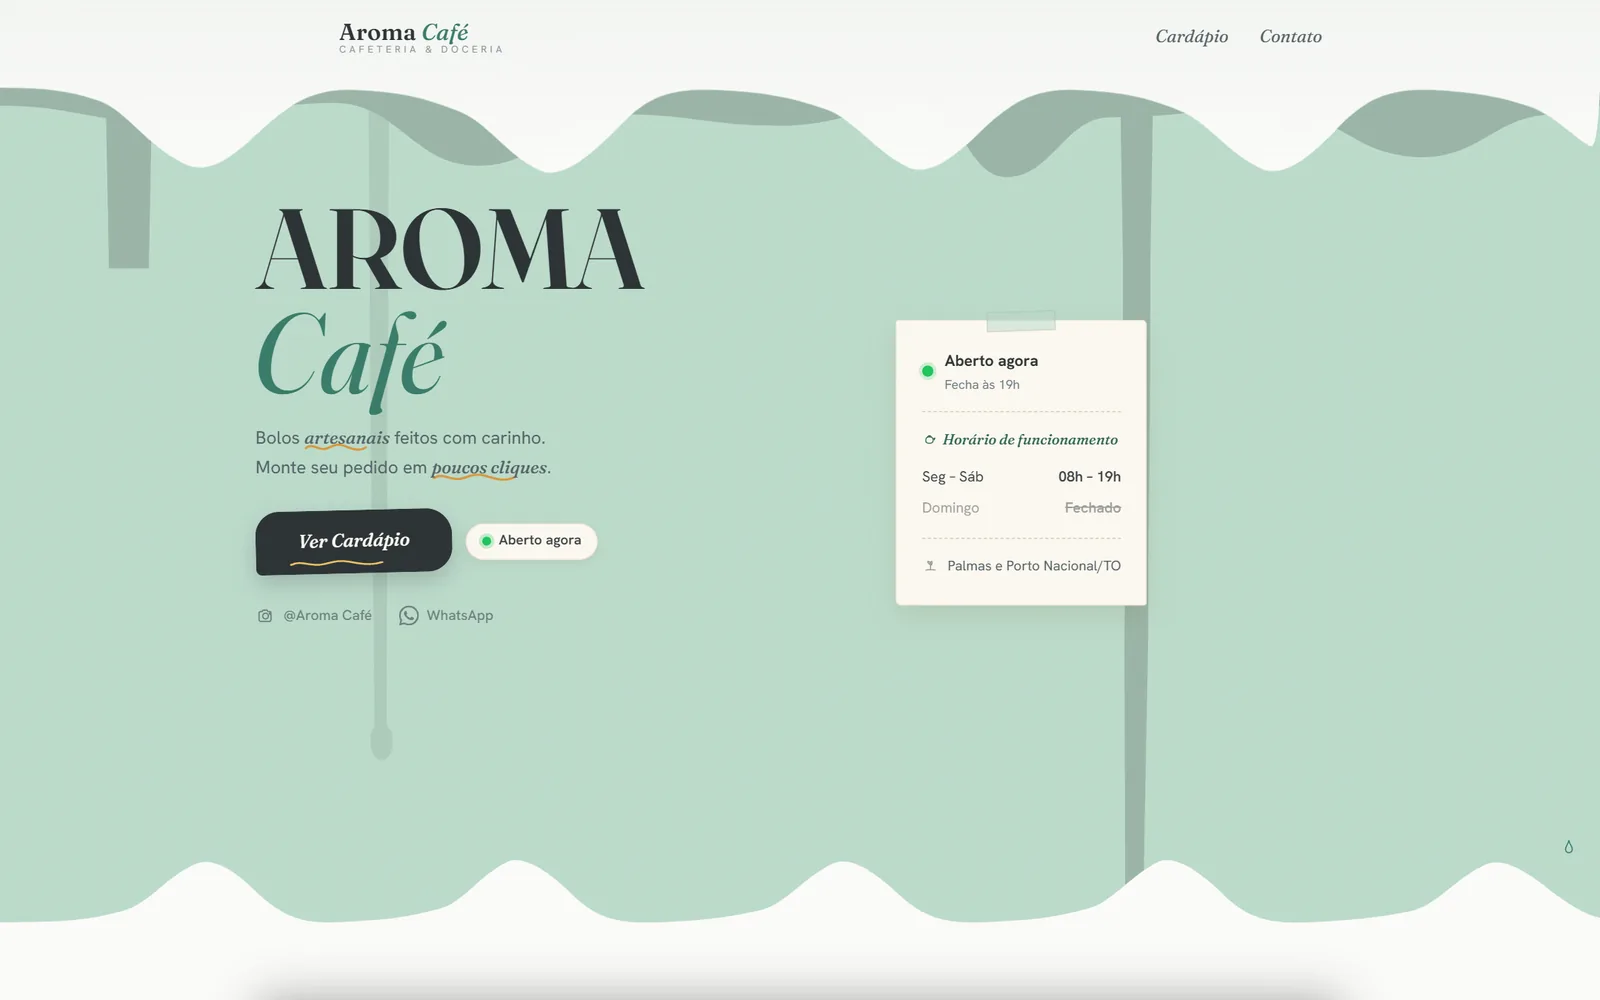 Aroma Café
CAFETERIA & DOCERIA
Cardápio
Contato
AROMA
Café
Bolos artesanais feitos com carinho.
Monte seu pedido em poucos cliques.
Ver Cardápio
Aberto agora
@Aroma Café
WhatsApp
Aberto agora
Fecha às 19h
Horário de funcionamento
Seg – Sáb 08h – 19h
Domingo Fechado
Palmas e Porto Nacional/TO